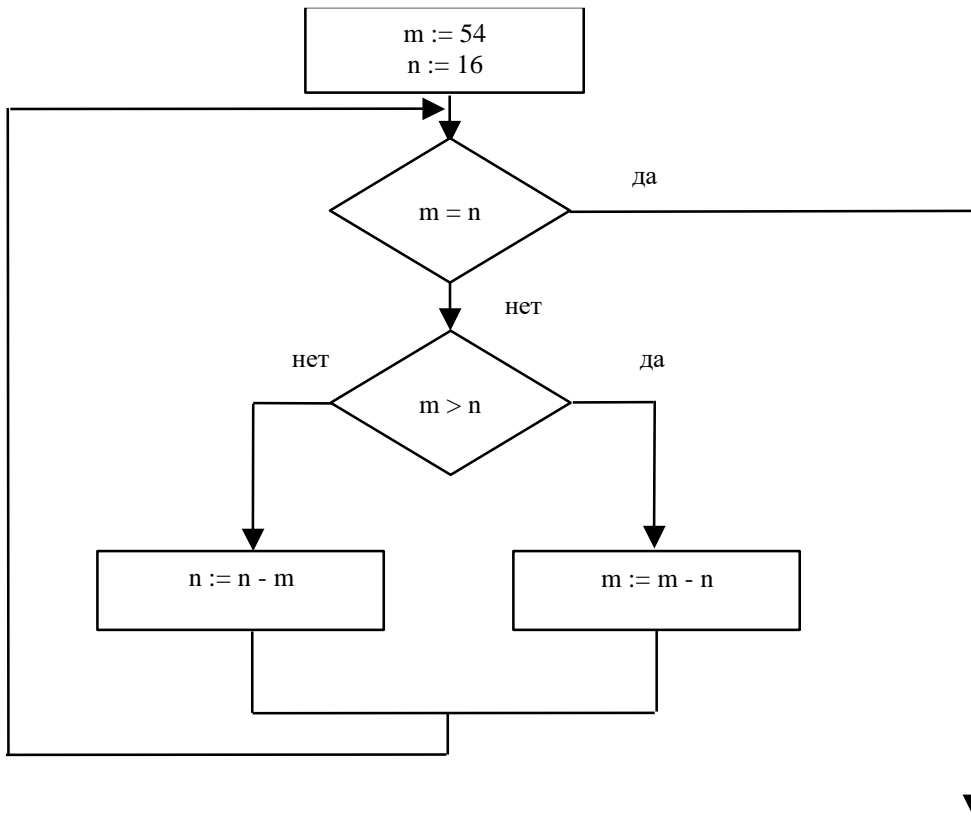 m := 54
n := 16
да
m = n
нет
нет
да
m > n
n := n - m
m := m - n